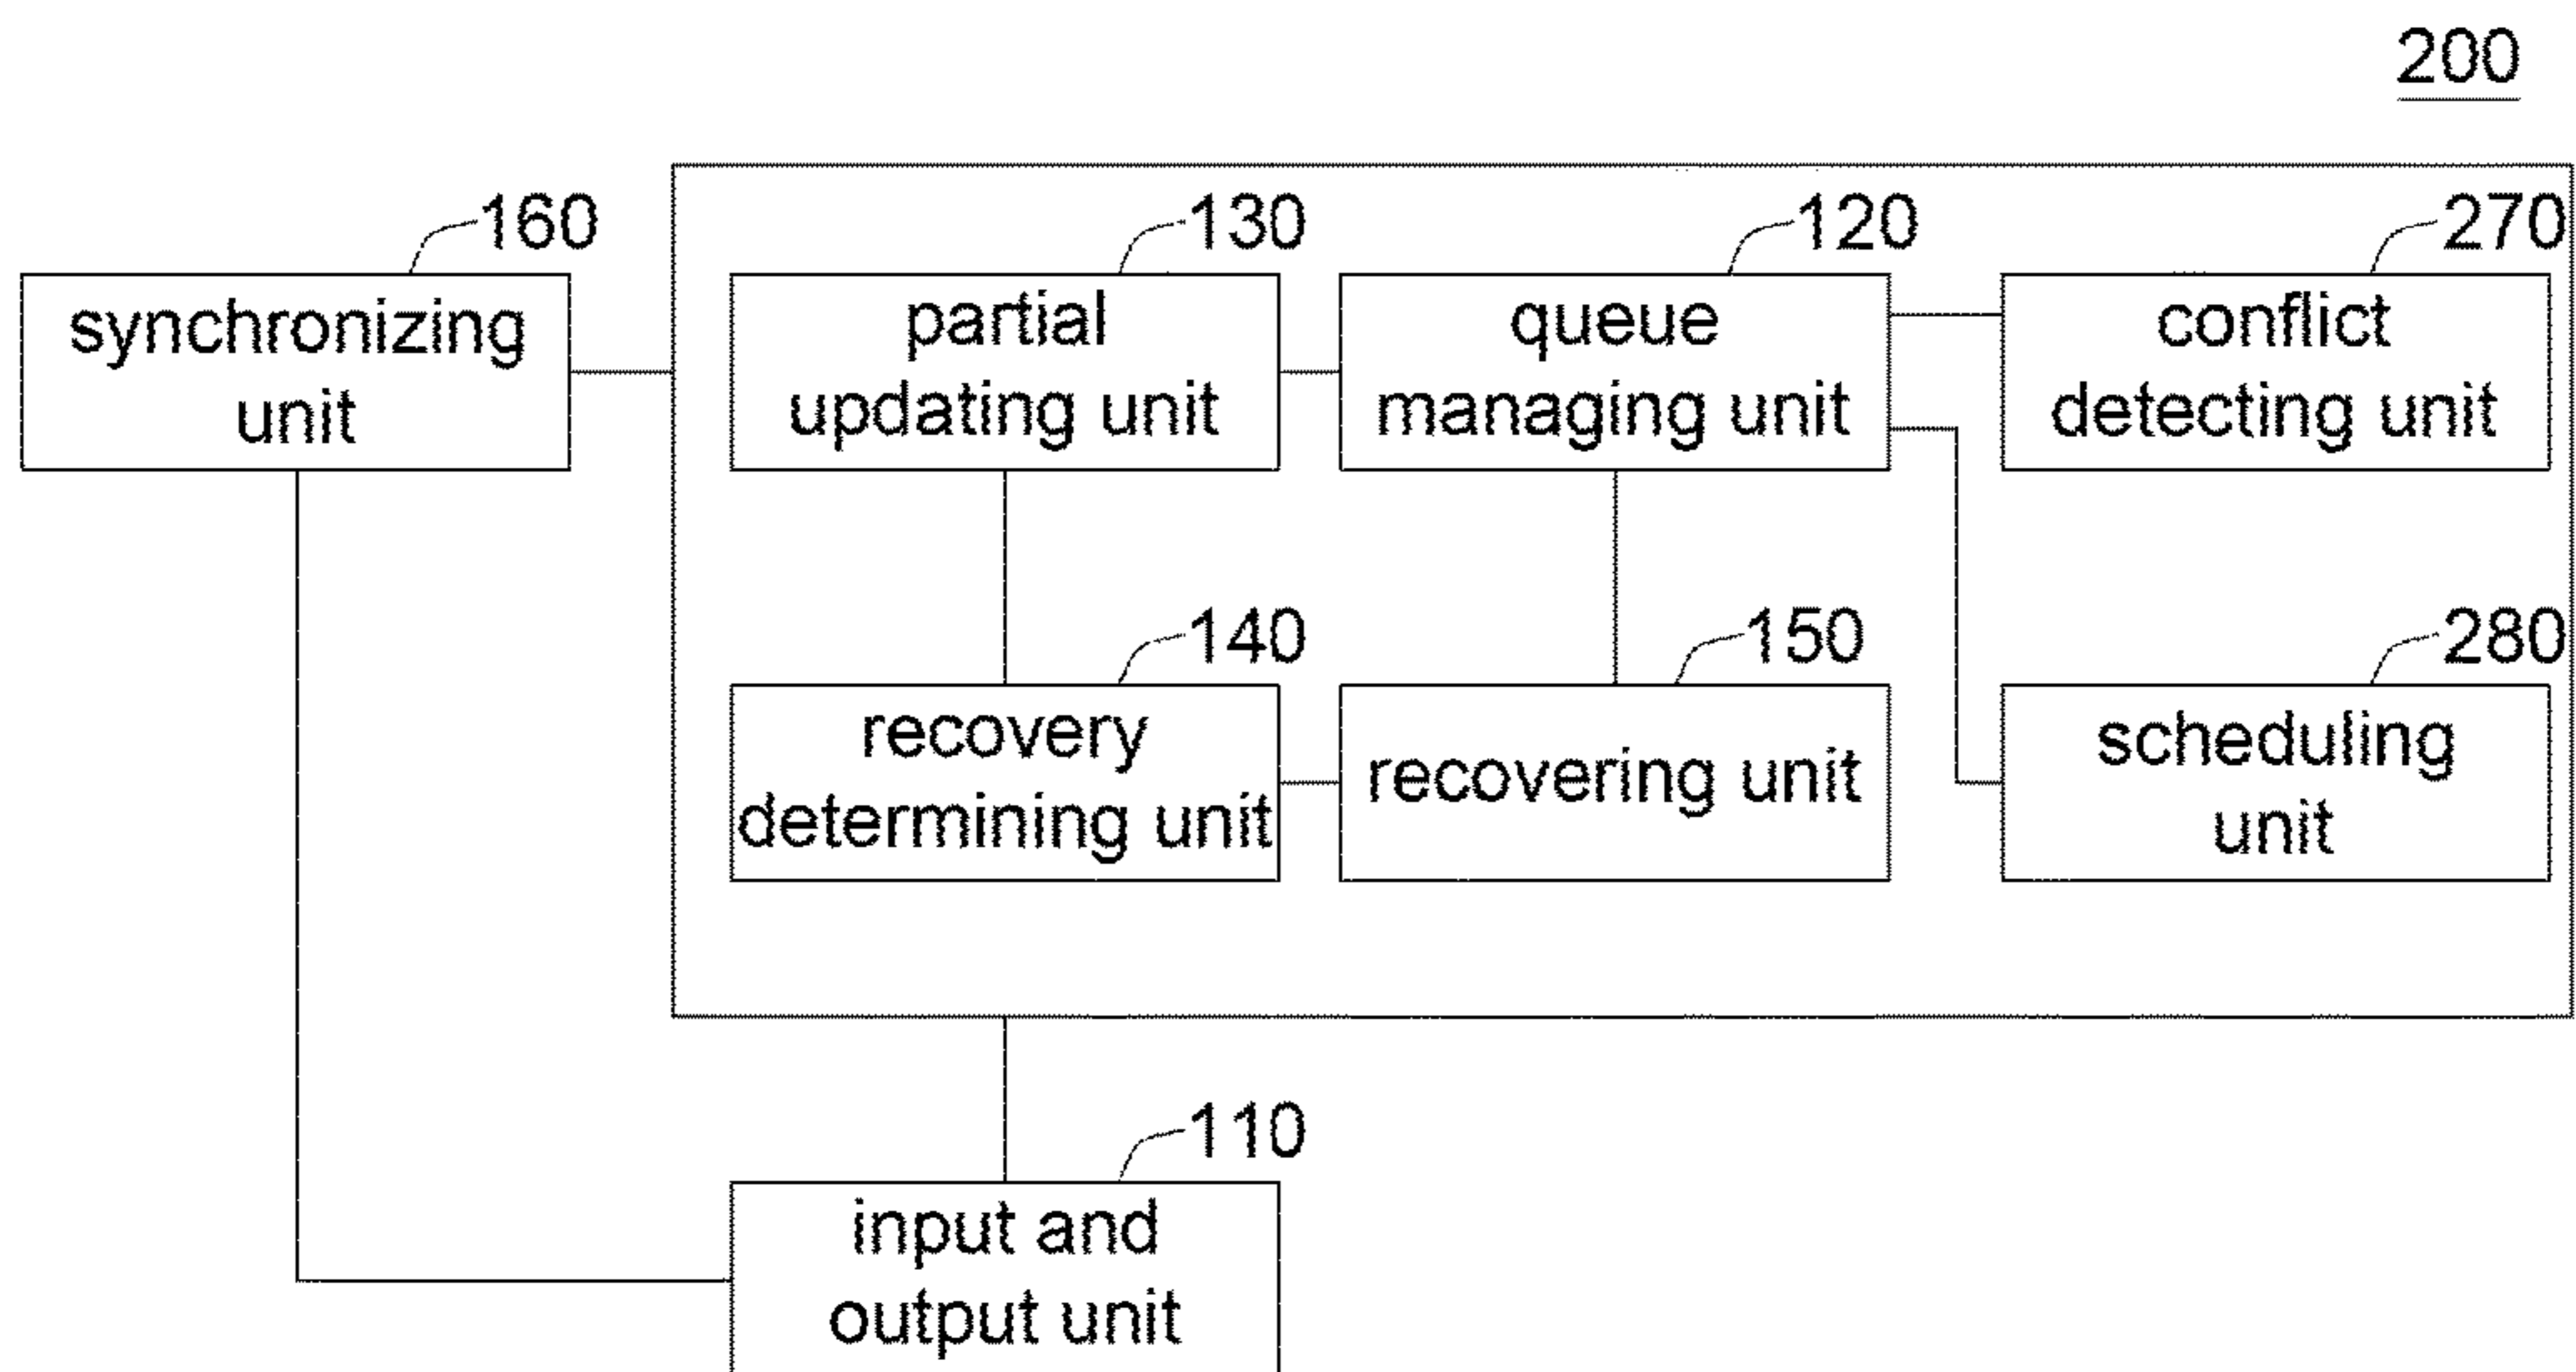 200
160
130
120
270
synchronizing
unit
partial
updating unit
queue
managing unit
conflict
detecting unit
140
150
280
recovery
determining unit
recovering unit
scheduling
unit
110
input and
output unit